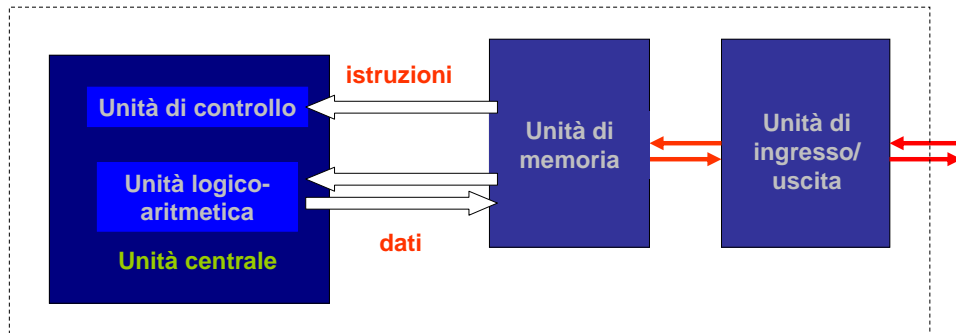 istruzioni
Unità di controllo
Unità logico-
aritmetica
dati
Unità centrale
Unità di
memoria
Unità di
ingresso/
uscita